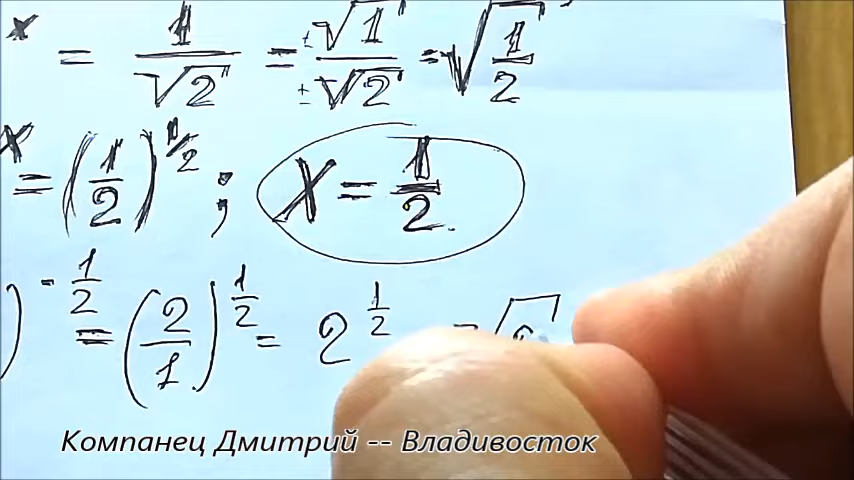 x = 1/√2 = ±√1/±√2 = √1/2
x = (1/2)^1/2 ; x = 1/2.
)^-1/2 = (2/1)^1/2 = 2^1/2 = √2
Компанец Дмитрий -- Владивосток